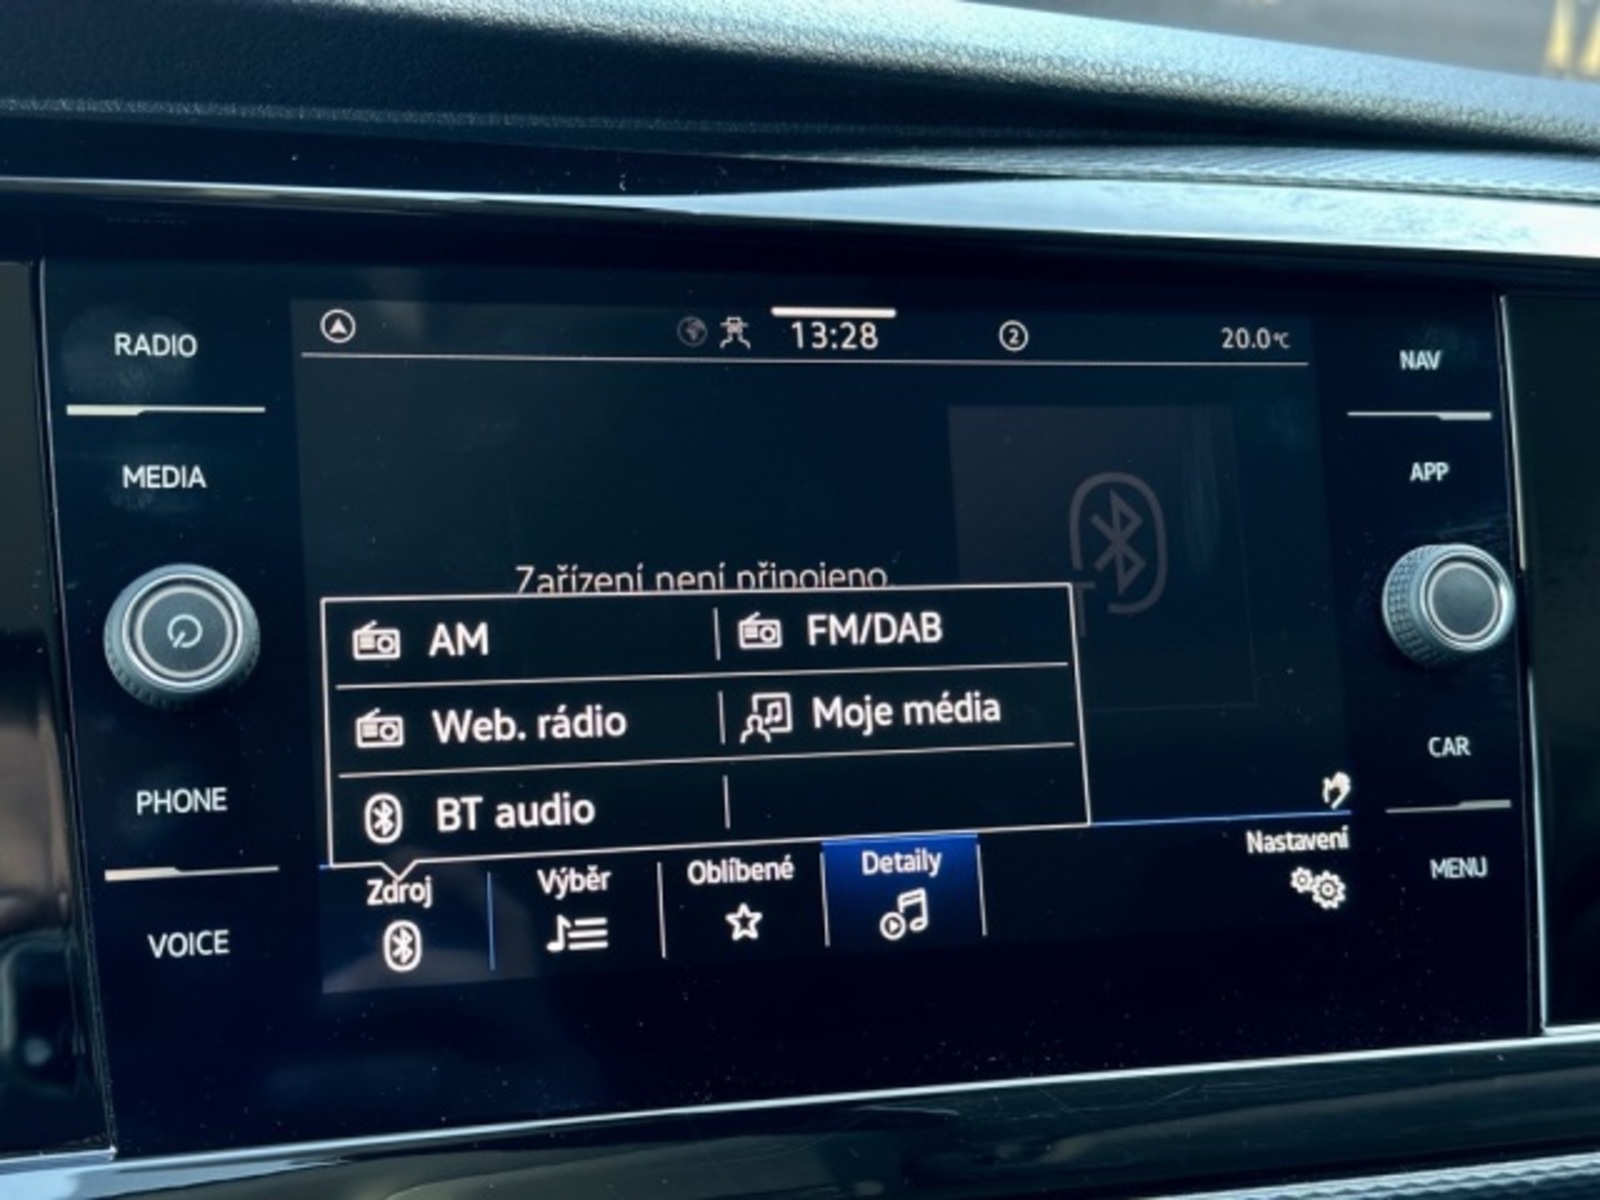 RADIO
MEDIA
PHONE
VOICE
13:28
2
20.0°C
Zařízení není připojeno.
AM
FM/DAB
Web. rádio
Moje média
BT audio
Zdroj
Výběr
Oblíbené
Detaily
Nastavení
NAV
APP
CAR
MENU